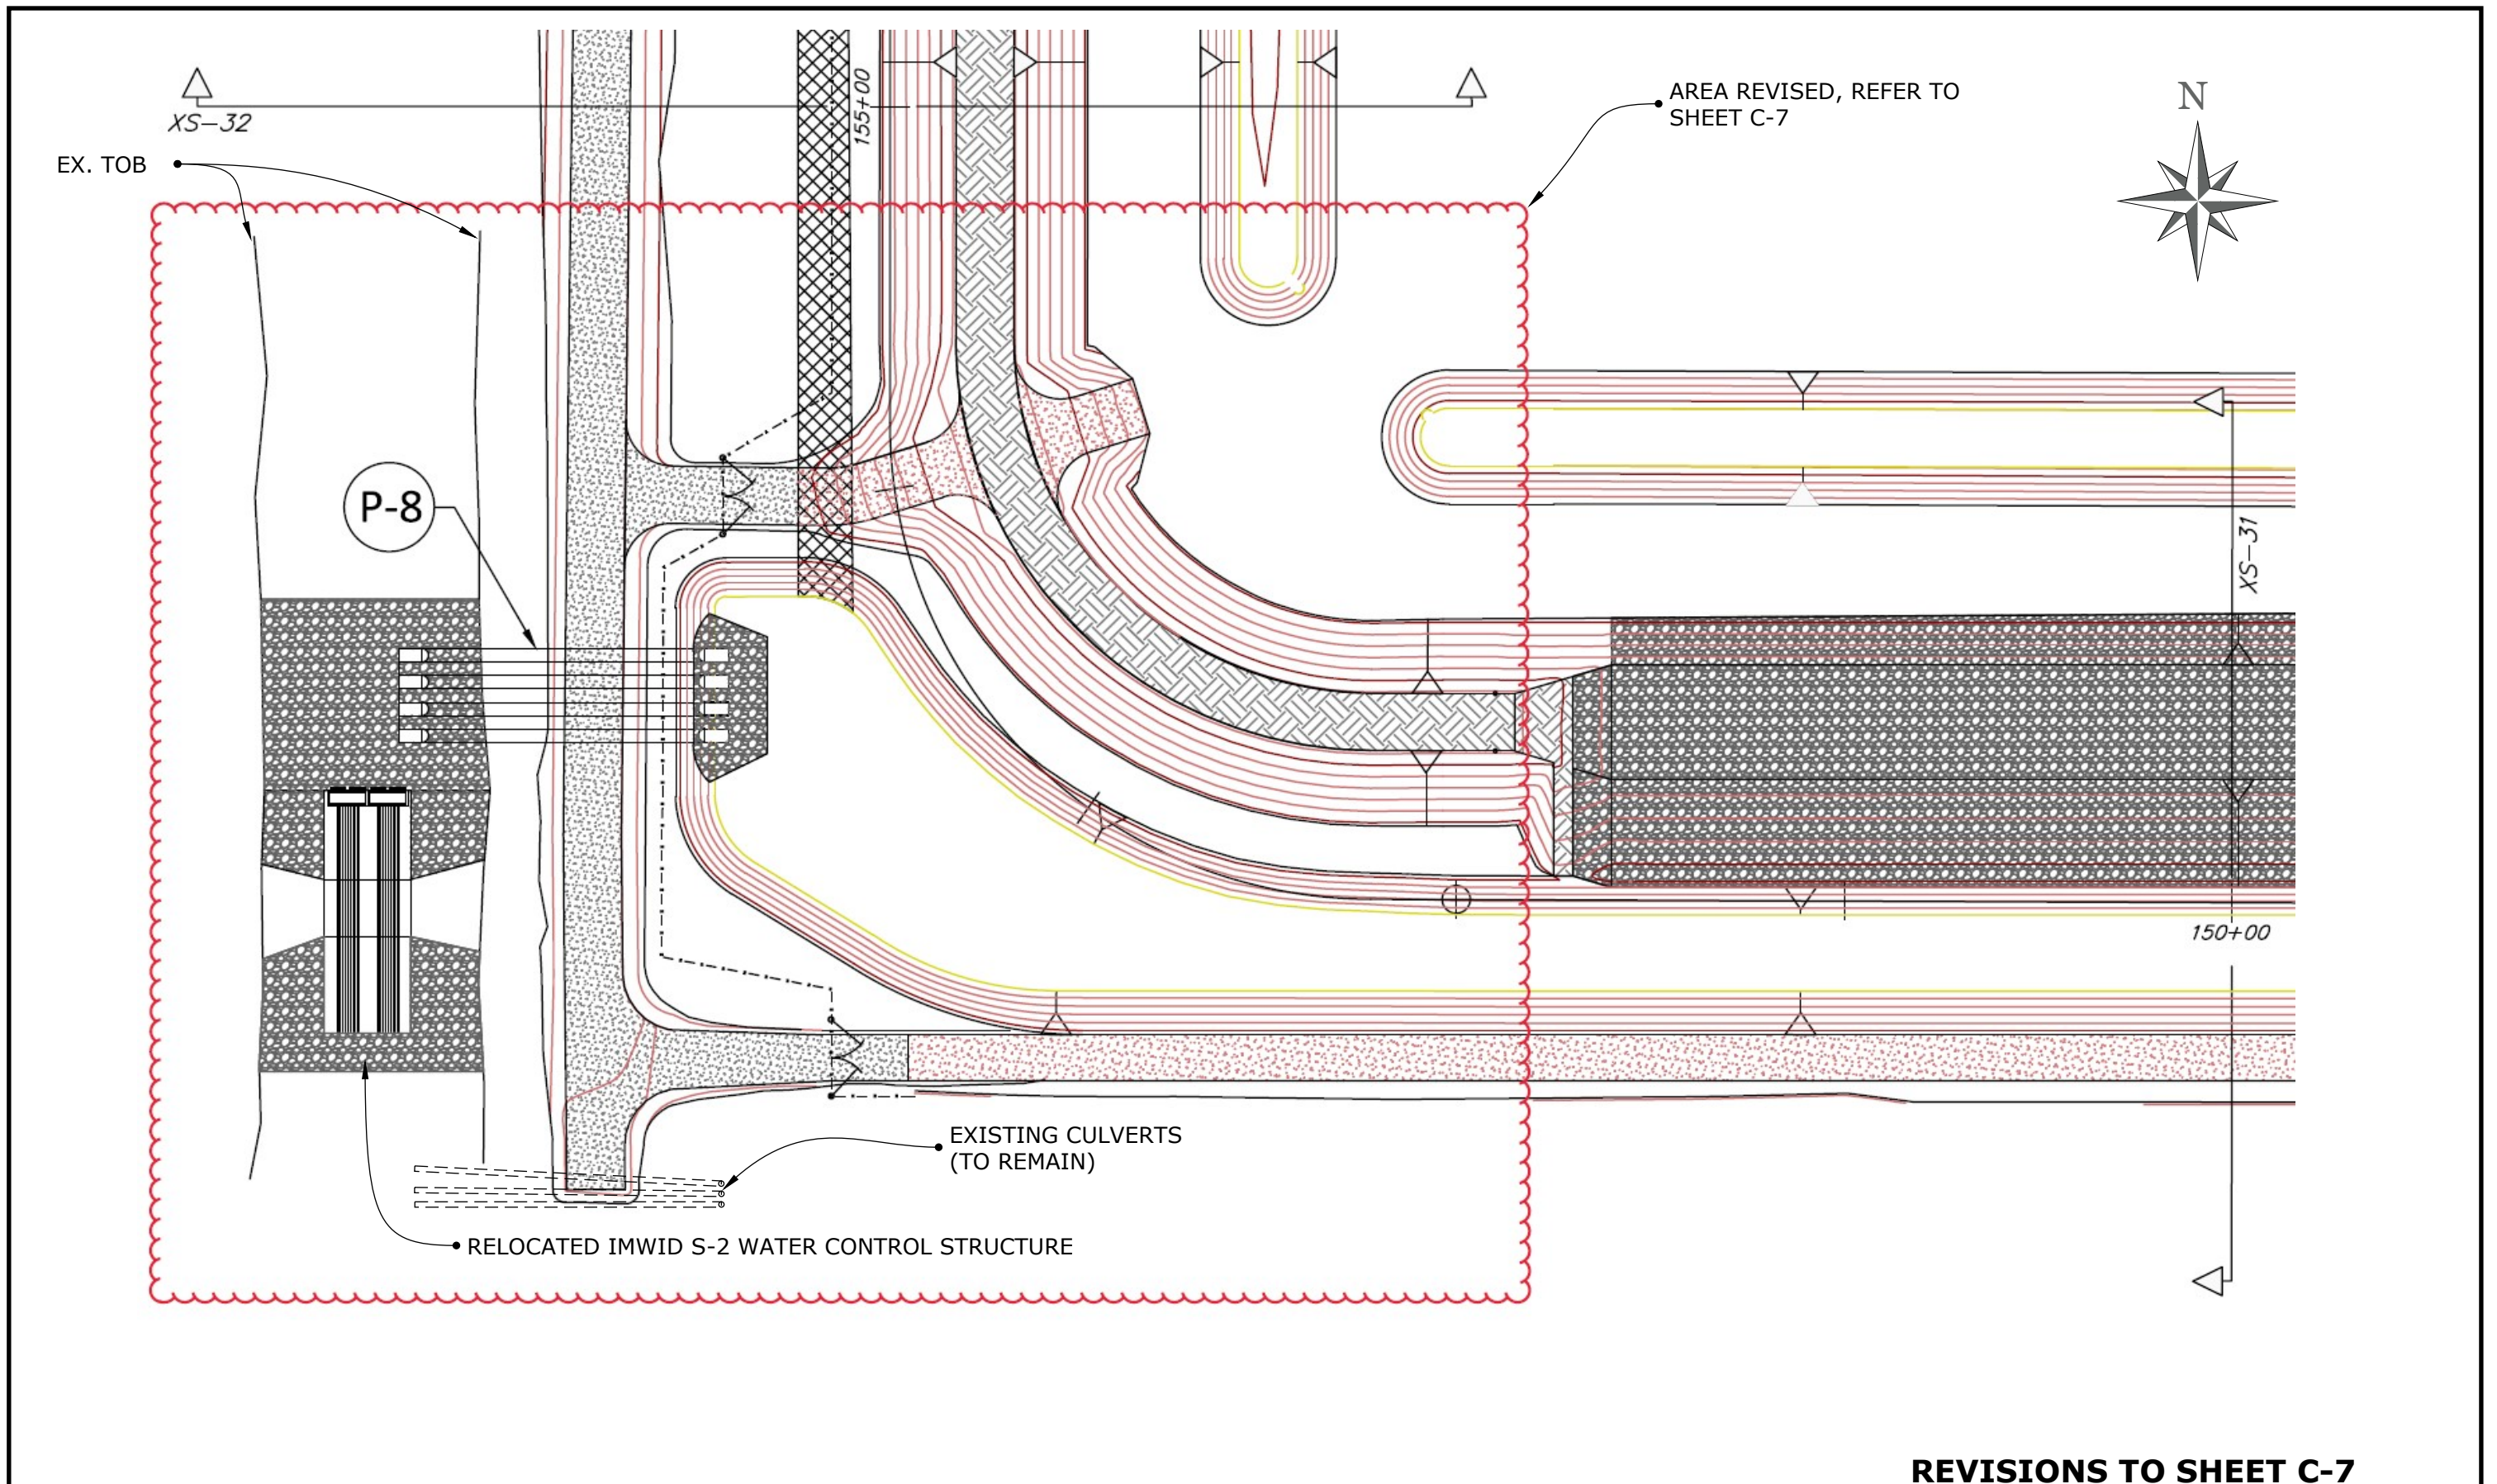 N
AREA REVISED, REFER TO
SHEET C-7
155+00
XS-32
EX. TOB
P-8
XS-31
150+00
EXISTING CULVERTS
(TO REMAIN)
RELOCATED IMWID S-2 WATER CONTROL STRUCTURE
REVISIONS TO SHEET C-7